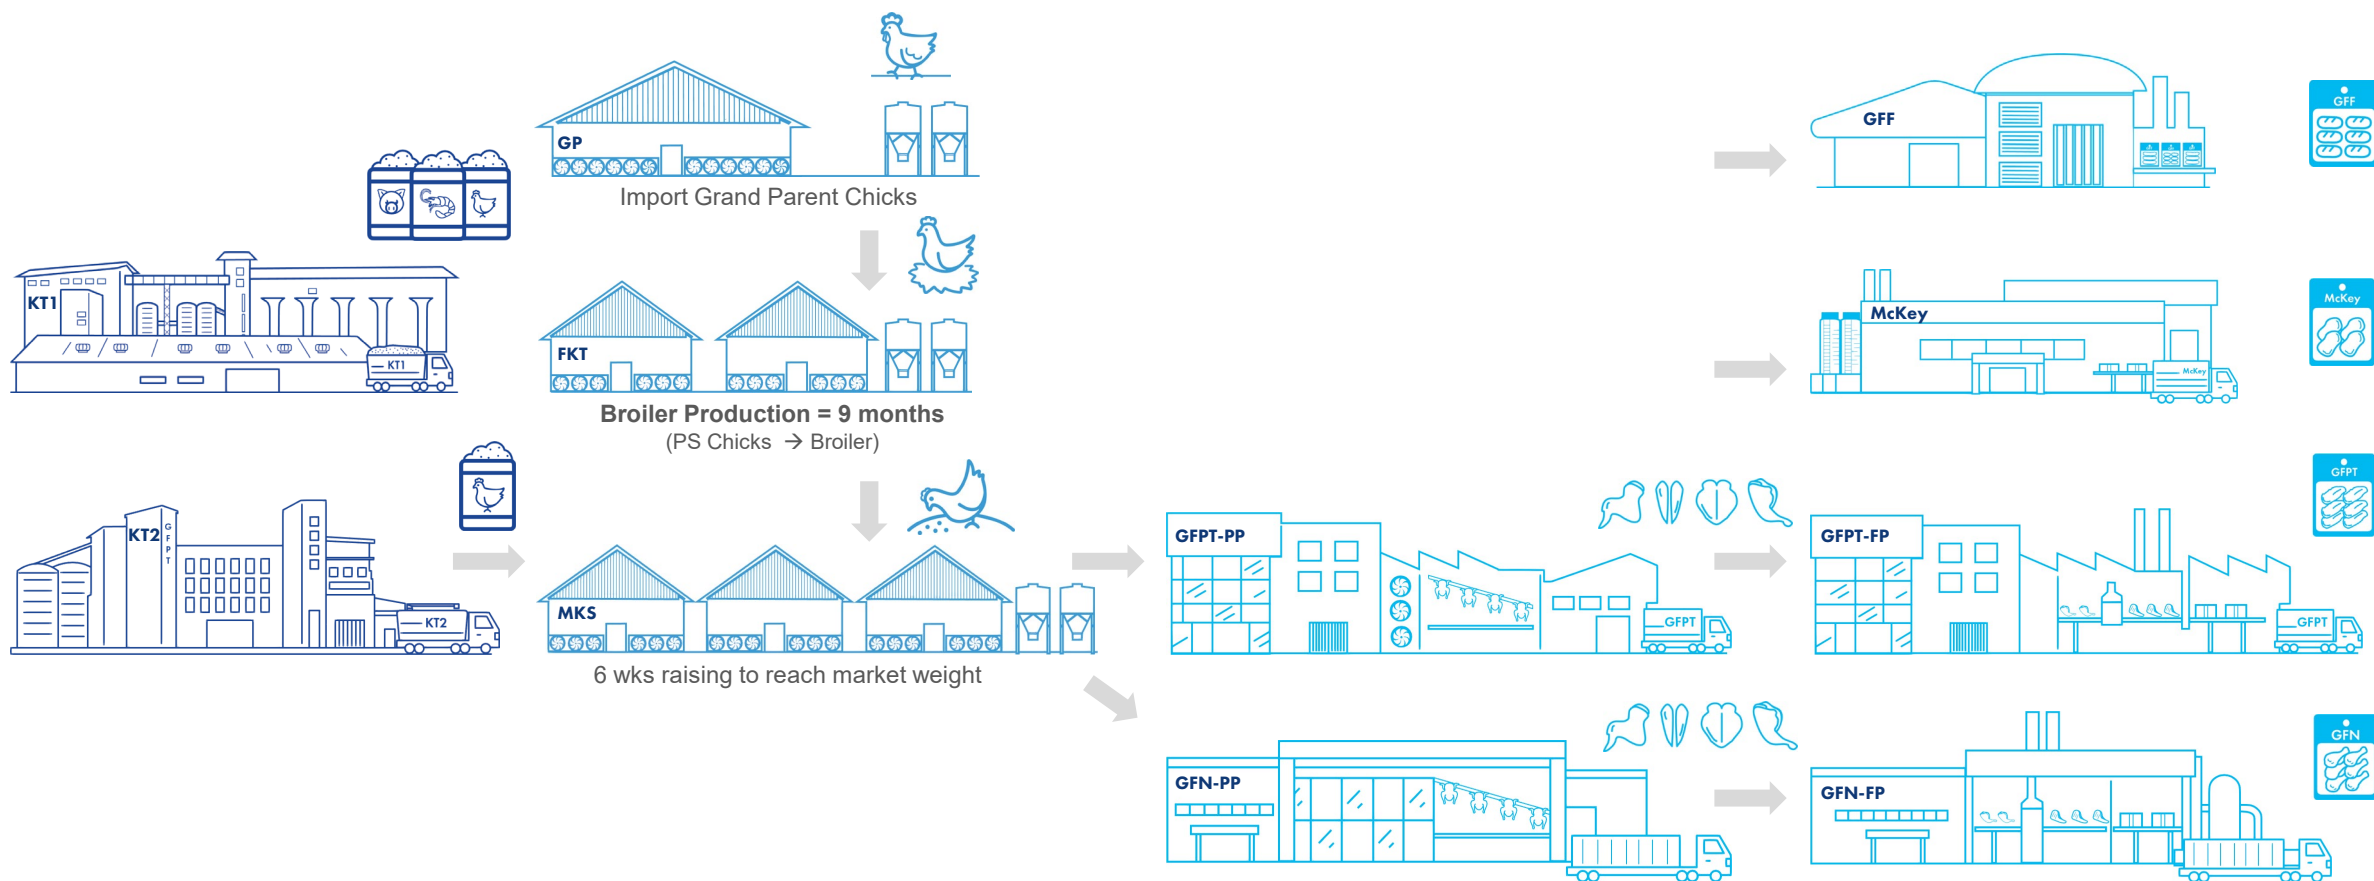 GP
Import Grand Parent Chicks
KT1
KT1
FKT
Broiler Production = 9 months
(PS Chicks → Broiler)
KT2
GFPT
KT2
MKS
6 wks raising to reach market weight
GFPT-PP
GFPT
GFN-PP
GFF
GFF
McKey
McKey
McKey
GFPT-FP
GFPT
GFPT
GFN-FP
GFN